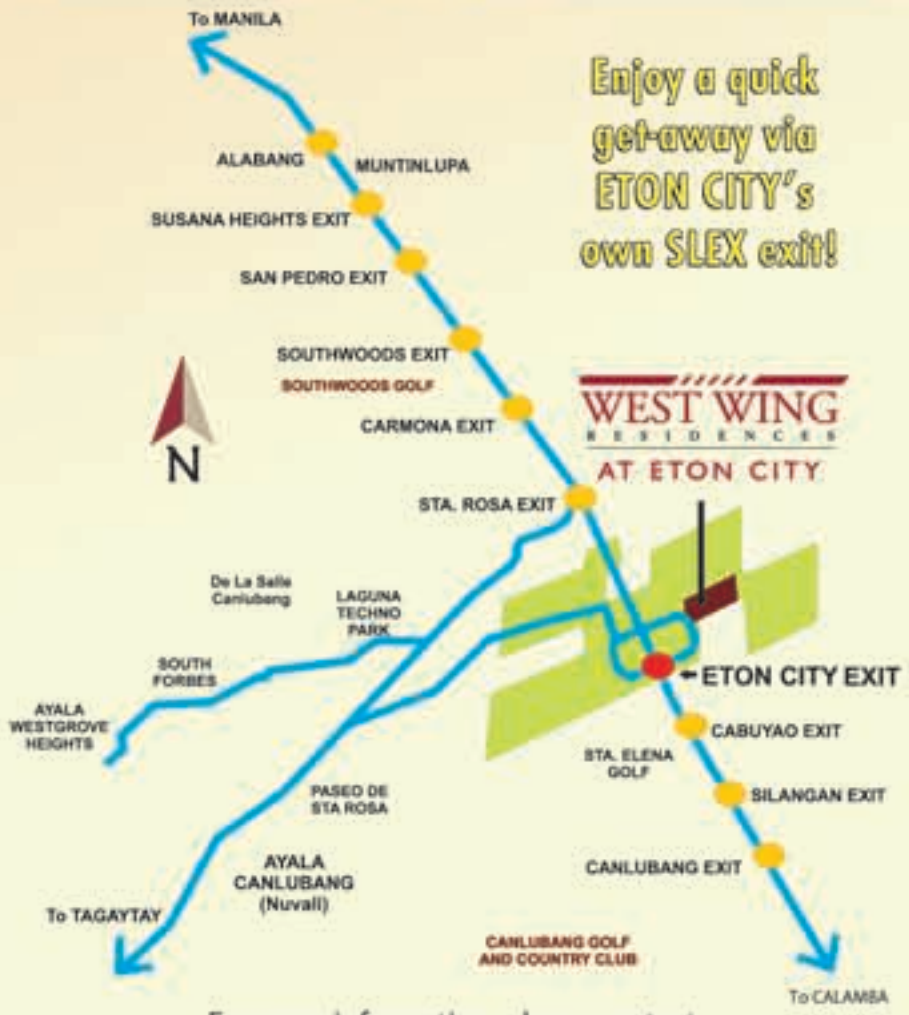 To MANILA
Enjoy a quick
get-away via
ETON CITY's
own SLEX exit!
ALABANG
MUNTINLUPA
SUSANA HEIGHTS EXIT
SAN PEDRO EXIT
SOUTHWOODS EXIT
SOUTHWOODS GOLF
CARMONA EXIT
N
WEST WING
RESIDENCES
AT ETON CITY
STA. ROSA EXIT
De La Salle
Canlubang
LAGUNA
TECHNO
PARK
SOUTH
FORBES
AYALA
WESTGROVE
HEIGHTS
ETON CITY EXIT
CABUYAO EXIT
STA. ELENA
GOLF
SILANGAN EXIT
PASEO DE
STA ROSA
CANLUBANG EXIT
AYALA
CANLUBANG
(Nuvali)
To TAGAYTAY
CANLUBANG GOLF
AND COUNTRY CLUB
To CALAMBA